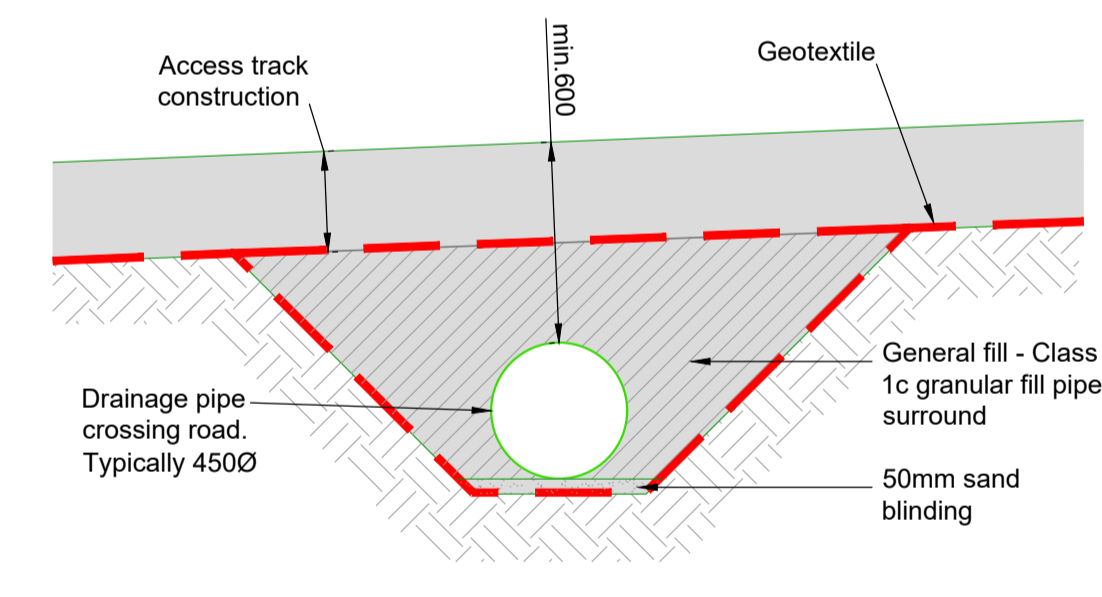 Access track
construction
min.600
Geotextile
Drainage pipe
crossing road.
Typically 450Ø
General fill - Class
1c granular fill pipe
surround
50mm sand
blinding